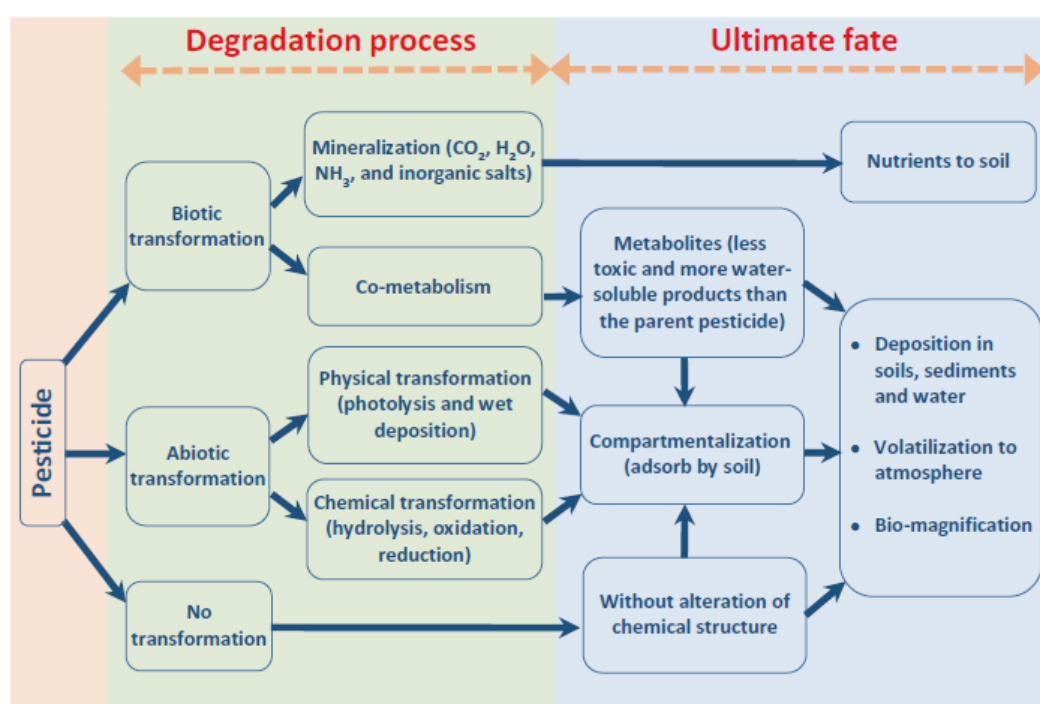 Degradation process
Ultimate fate
Pesticide
Biotic
transformation
Mineralization (CO₂, H₂O,
NH₃, and inorganic salts)
Nutrients to soil
Co-metabolism
Metabolites (less
toxic and more water-
soluble products than
the parent pesticide)
Abiotic
transformation
Physical transformation
(photolysis and wet
deposition)
Chemical transformation
(hydrolysis, oxidation,
reduction)
Compartmentalization
(adsorb by soil)
No
transformation
Without alteration of
chemical structure
• Deposition in
soils, sediments
and water
• Volatilization to
atmosphere
• Bio-magnification